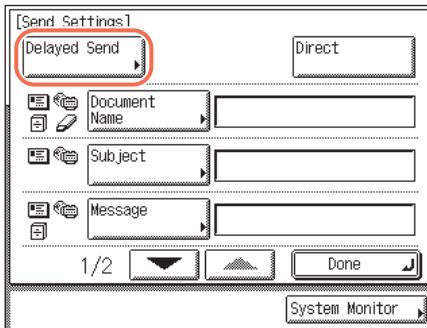 [Send Settings]
Delayed Send
Direct
Document
Name
Subject
Message
1/2
Done
System Monitor